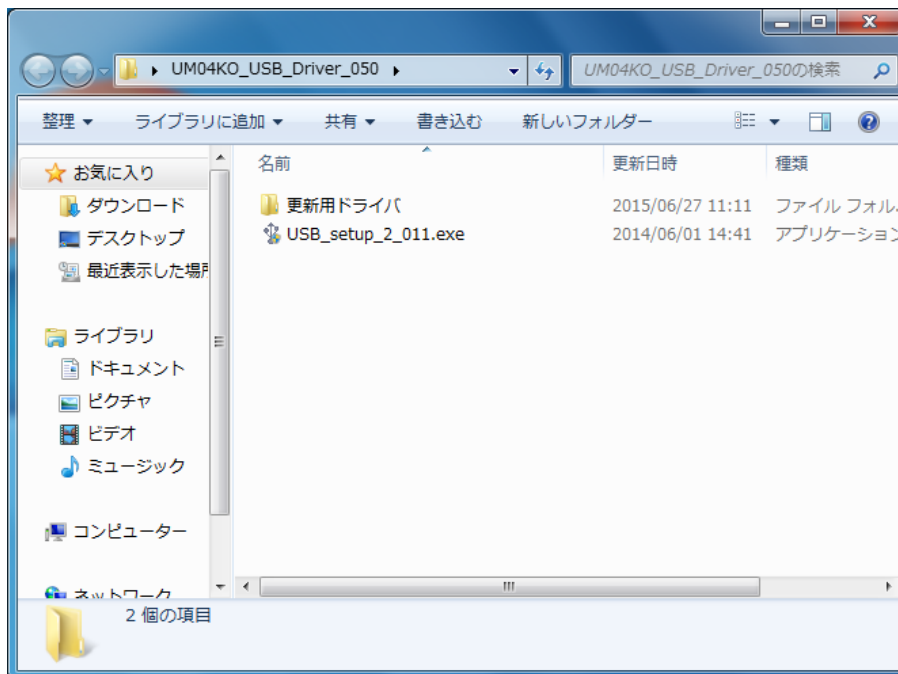 UM04KO_USB_Driver_050
UM04KO_USB_Driver_050の検索
整理 ライブラリに追加 共有 書き込む 新しいフォルダー
名前 更新日時 種類
お気に入り
ダウンロード
デスクトップ
最近表示した場所
ライブラリ
ドキュメント
ピクチャ
ビデオ
ミュージック
コンピューター
ネットワーク
更新用ドライバ 2015/06/27 11:11 ファイル フォル
USB_setup_2_011.exe 2014/06/01 14:41 アプリケーション
2 個の項目